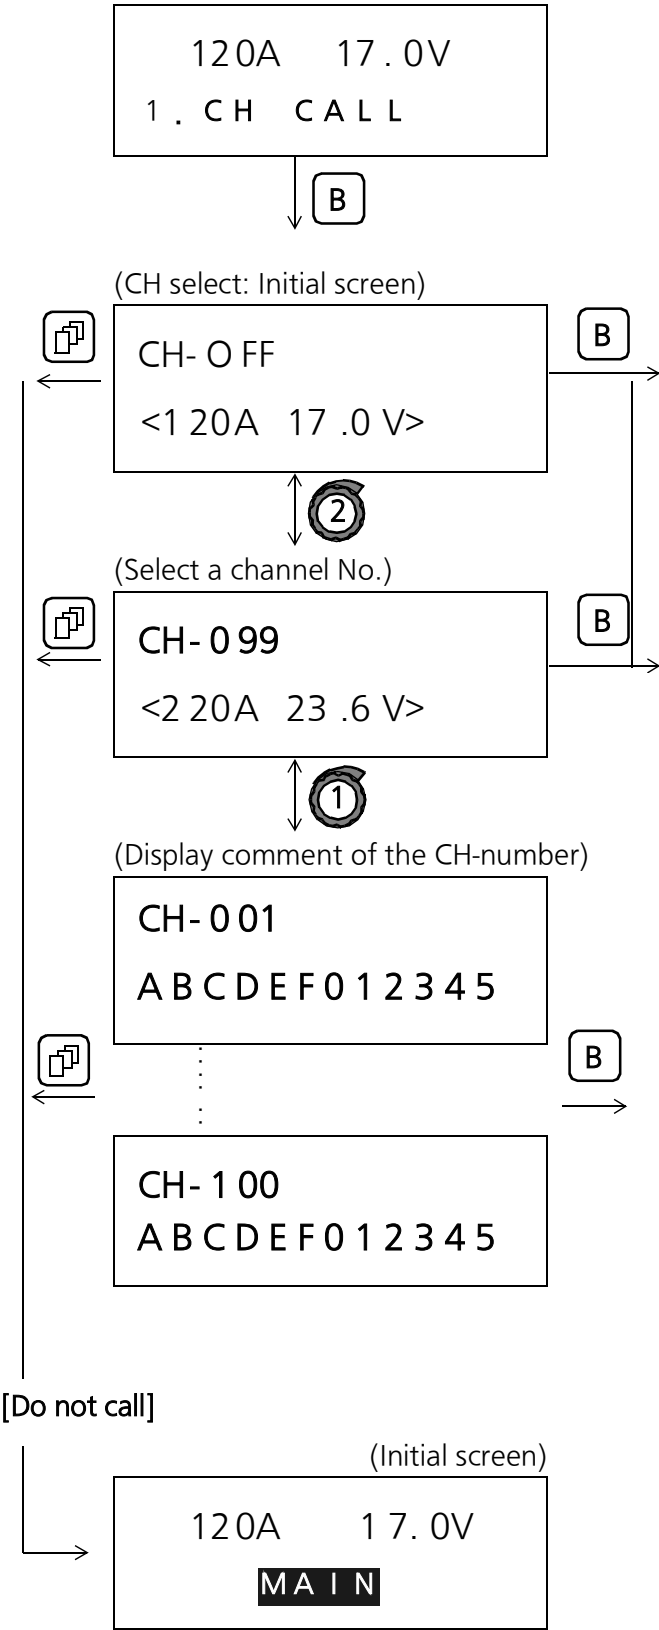 120A 17.0V
1. CH CALL
B
(CH select: Initial screen)
B
CH-OFF
<120A 17.0V>
2
(Select a channel No.)
B
CH-099
<220A 23.6V>
1
(Display comment of the CH-number)
CH-001
ABCDEF012345
B
CH-100
ABCDEF012345
[Do not call]
(Initial screen)
120A 17.0V
MAIN